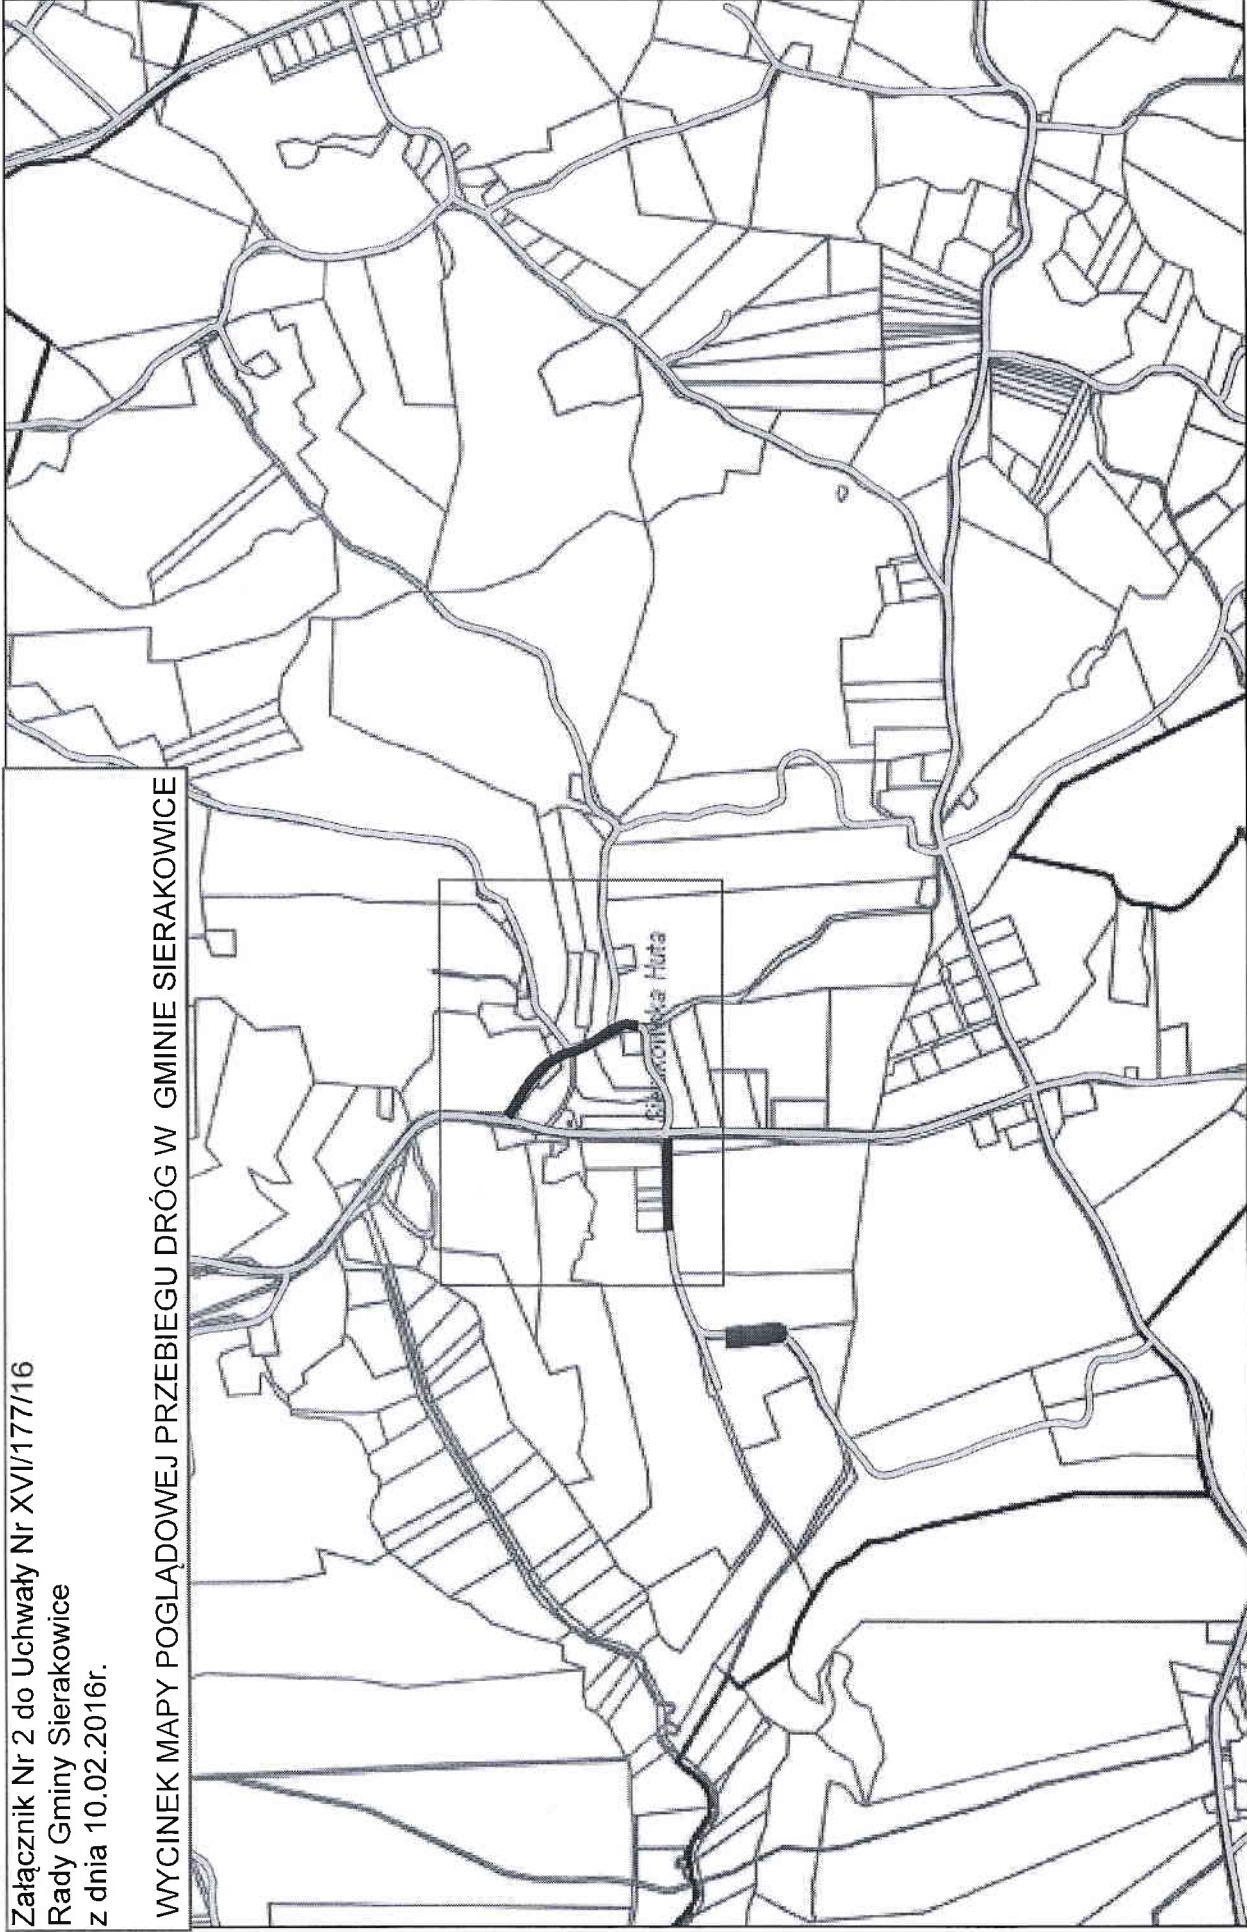 Załącznik Nr 2 do Uchwały Nr XVI/177/16
Rady Gminy Sierakowice
z dnia 10.02.2016r.
WYCINEK MAPY POGLĄDOWEJ PRZEBIEGU DRÓG W GMINIE SIERAKOWICE
Huta